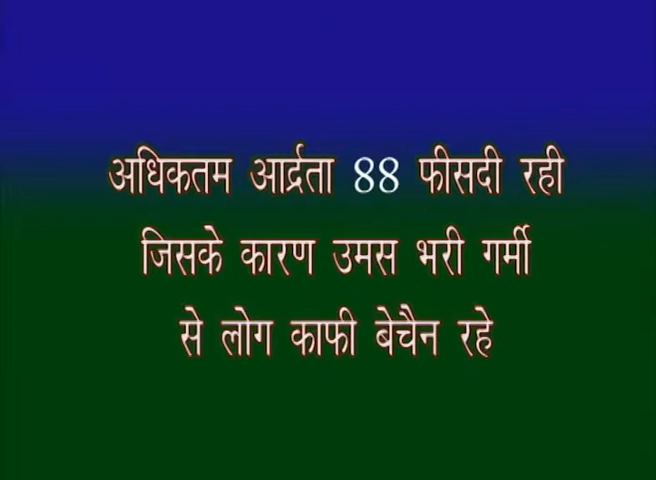 अधिकतम आर्द्रता 88 फीसदी रही
जिसके कारण उमस भरी गर्मी
से लोग काफी बेचैन रहे